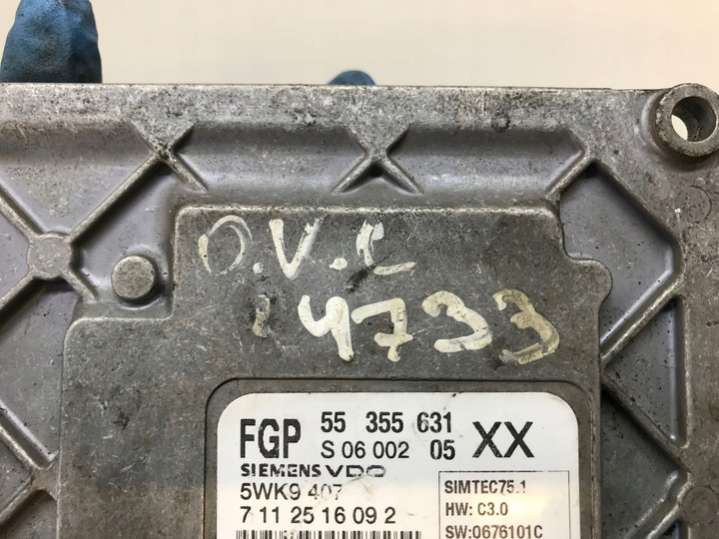 O.V.C
4733
FGP 55 355 631 XX
S 06 002 05
SIEMENS VDO
5WK9 407
7 11 25 16 09 2
SIMTEC75.1
HW: C3.0
SW:0676101C